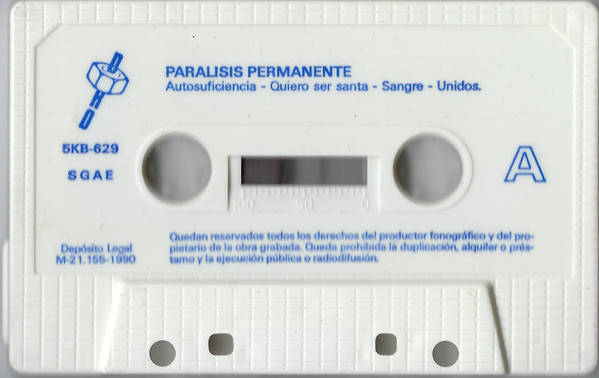 PARALISIS PERMANENTE
Autosuficiencia - Quiero ser santa - Sangre - Unidos.
5KB-629
SGAE
A
100 50 0
Quedan reservados todos los derechos del productor fonográfico y del pro-
pietario de la obra grabada. Queda prohibida la duplicación, alquiler o prés-
tamo y la ejecución pública o radiodifusión.
Depósito Legal
M-21.155-1990